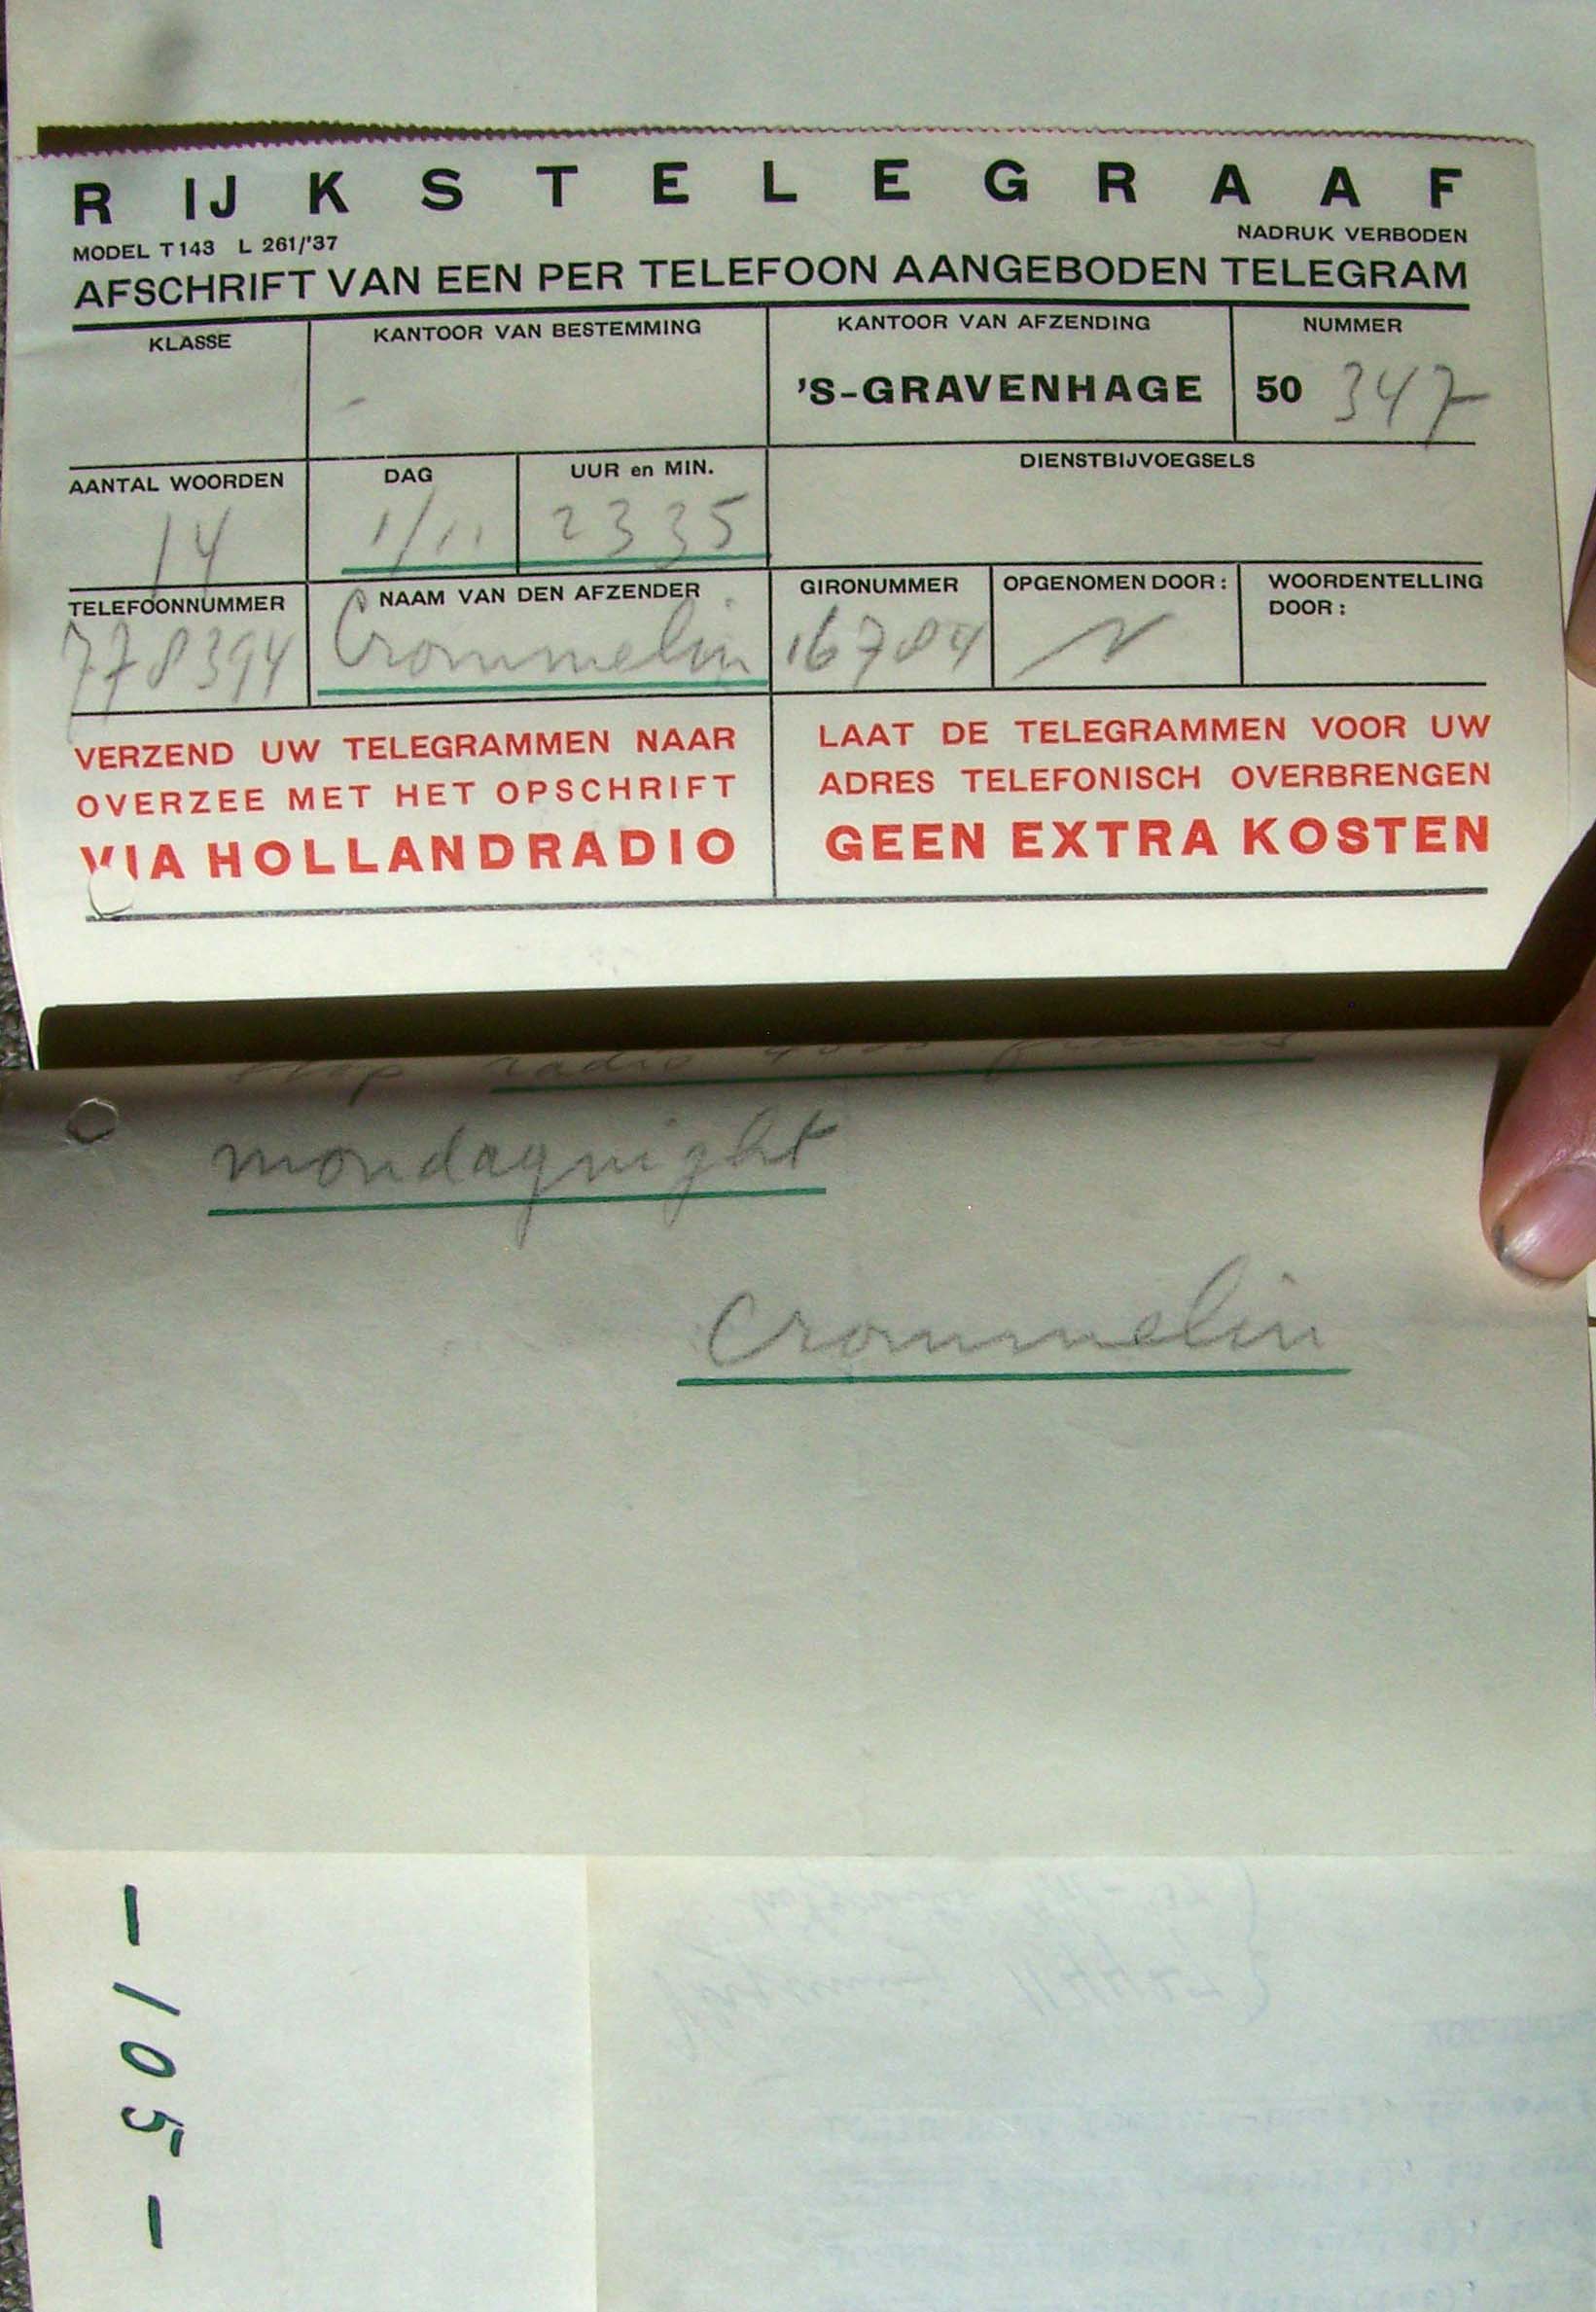 RIJKSTELEGRAAF
MODEL T143 L 261/'37
NADRUK VERBODEN
AFSCHRIFT VAN EEN PER TELEFOON AANGEBODEN TELEGRAM
KLASSE
KANTOOR VAN BESTEMMING
KANTOOR VAN AFZENDING
NUMMER
'S-GRAVENHAGE
50 347
AANTAL WOORDEN
DAG
UUR en MIN.
DIENSTBIJVOEGSELS
14
1/11
2335
TELEFOONNUMMER
NAAM VAN DEN AFZENDER
GIRONUMMER
OPGENOMEN DOOR:
WOORDENTELLING
DOOR:
778394
Crommelin
16784
VERZEND UW TELEGRAMMEN NAAR
OVERZEE MET HET OPSCHRIFT
VIA HOLLANDRADIO
LAAT DE TELEGRAMMEN VOOR UW
ADRES TELEFONISCH OVERBRENGEN
GEEN EXTRA KOSTEN
radio
mondaynight
Crommelin
-105-